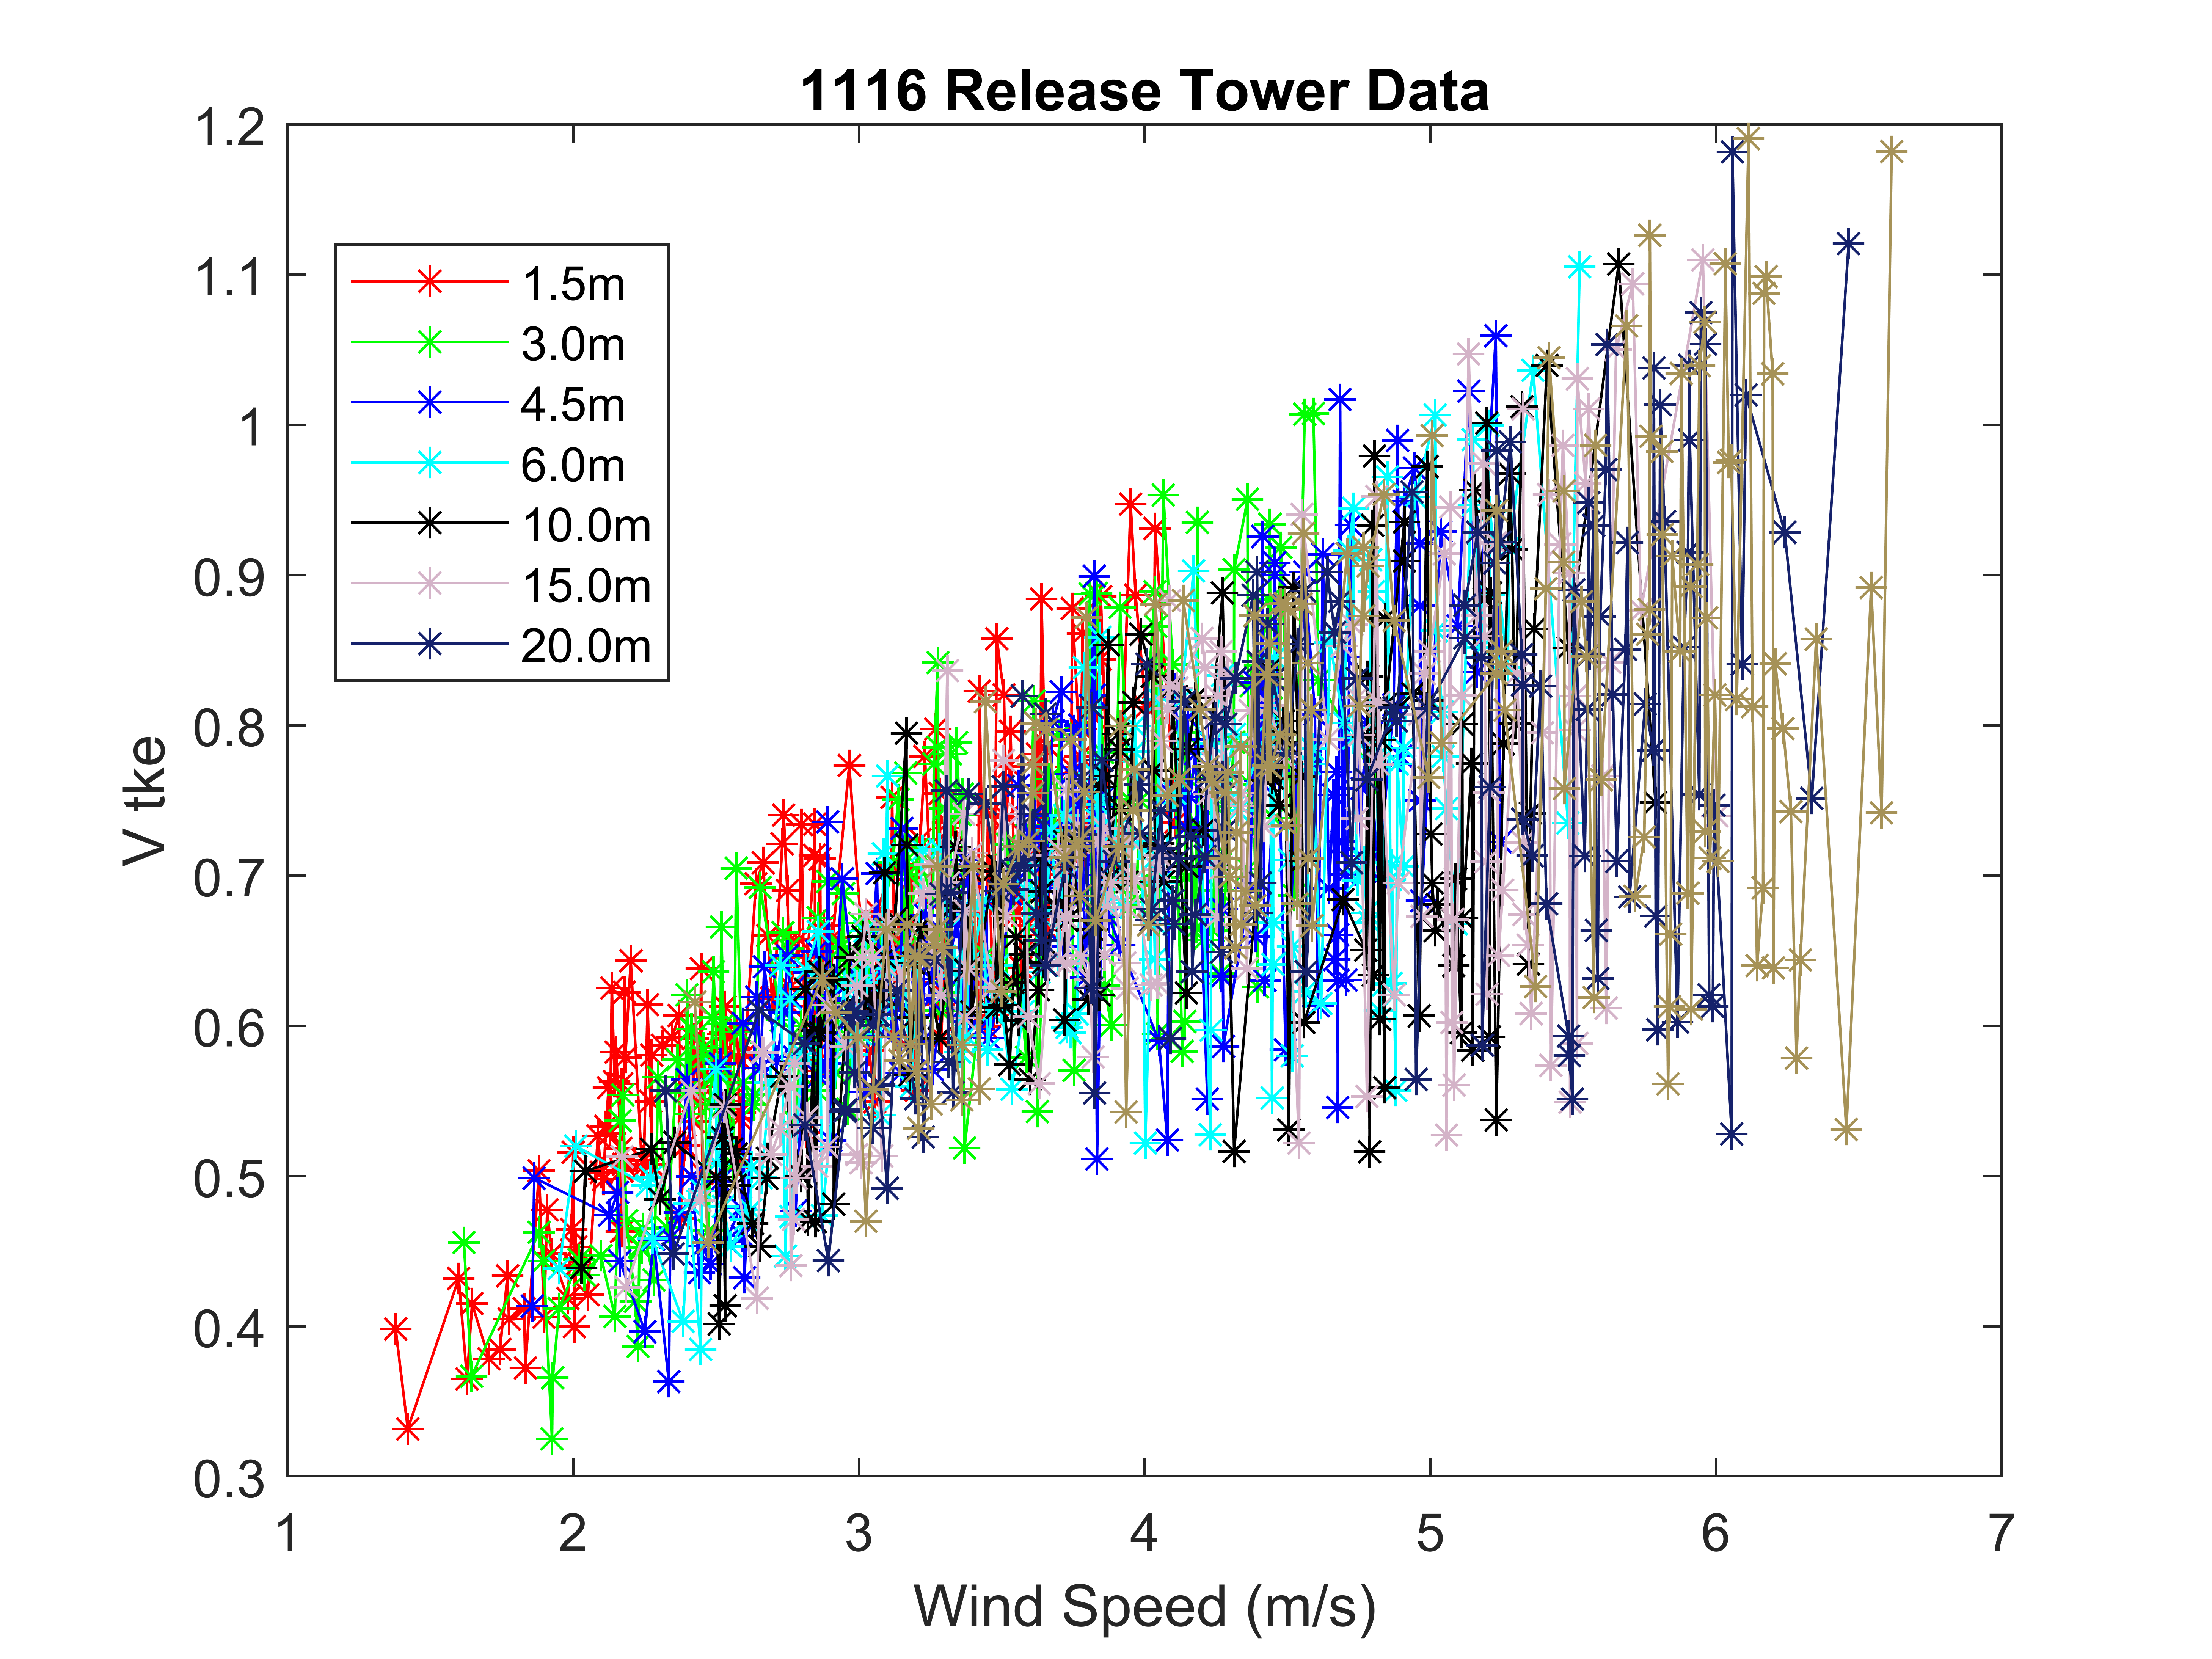 1116 Release Tower Data
1.2
1.1
1
0.9
0.8
0.7
0.6
0.5
0.4
0.3
V tke
1.5m
3.0m
4.5m
6.0m
10.0m
15.0m
20.0m
1 2 3 4 5 6 7
Wind Speed (m/s)